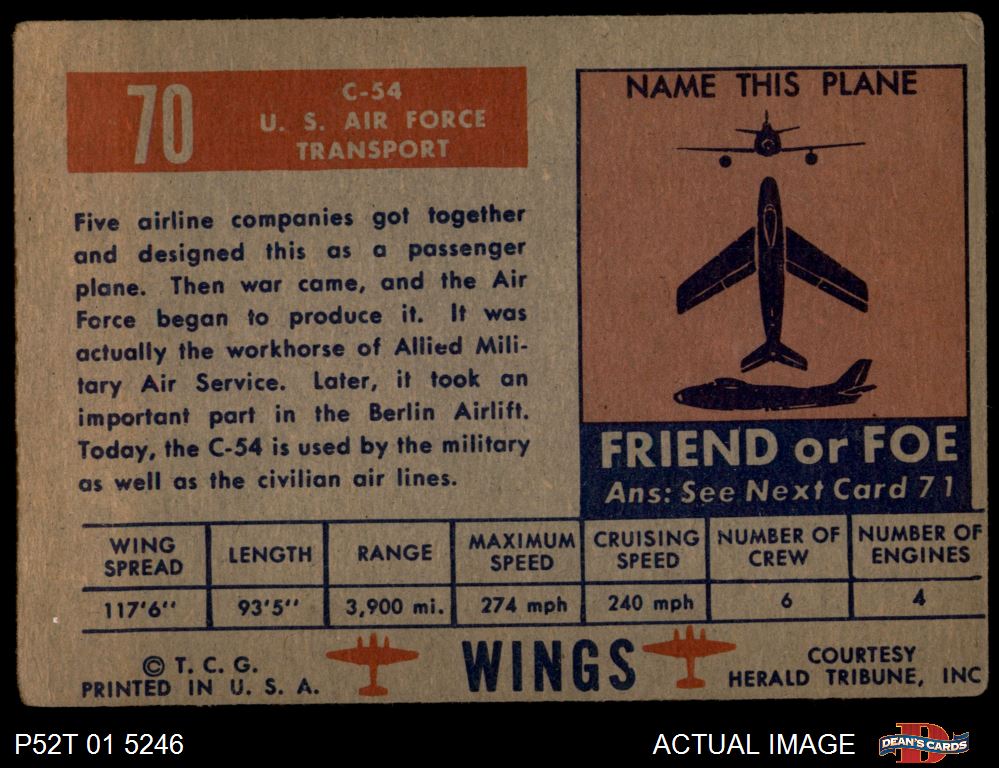 70
C-54
U. S. AIR FORCE
TRANSPORT
Five airline companies got together
and designed this as a passenger
plane. Then war came, and the Air
Force began to produce it. It was
actually the workhorse of Allied Mili-
tary Air Service. Later, it took an
important part in the Berlin Airlift.
Today, the C-54 is used by the military
as well as the civilian air lines.
NAME THIS PLANE
FRIEND or FOE
Ans: See Next Card 71
WING SPREAD LENGTH RANGE MAXIMUM SPEED CRUISING SPEED NUMBER OF CREW NUMBER OF ENGINES
117'6" 93'5" 3,900 mi. 274 mph 240 mph 6 4
© T. C. G.
PRINTED IN U. S. A.
WINGS
COURTESY
HERALD TRIBUNE, INC
P52T 01 5246
ACTUAL IMAGE
DEAN'S CARDS